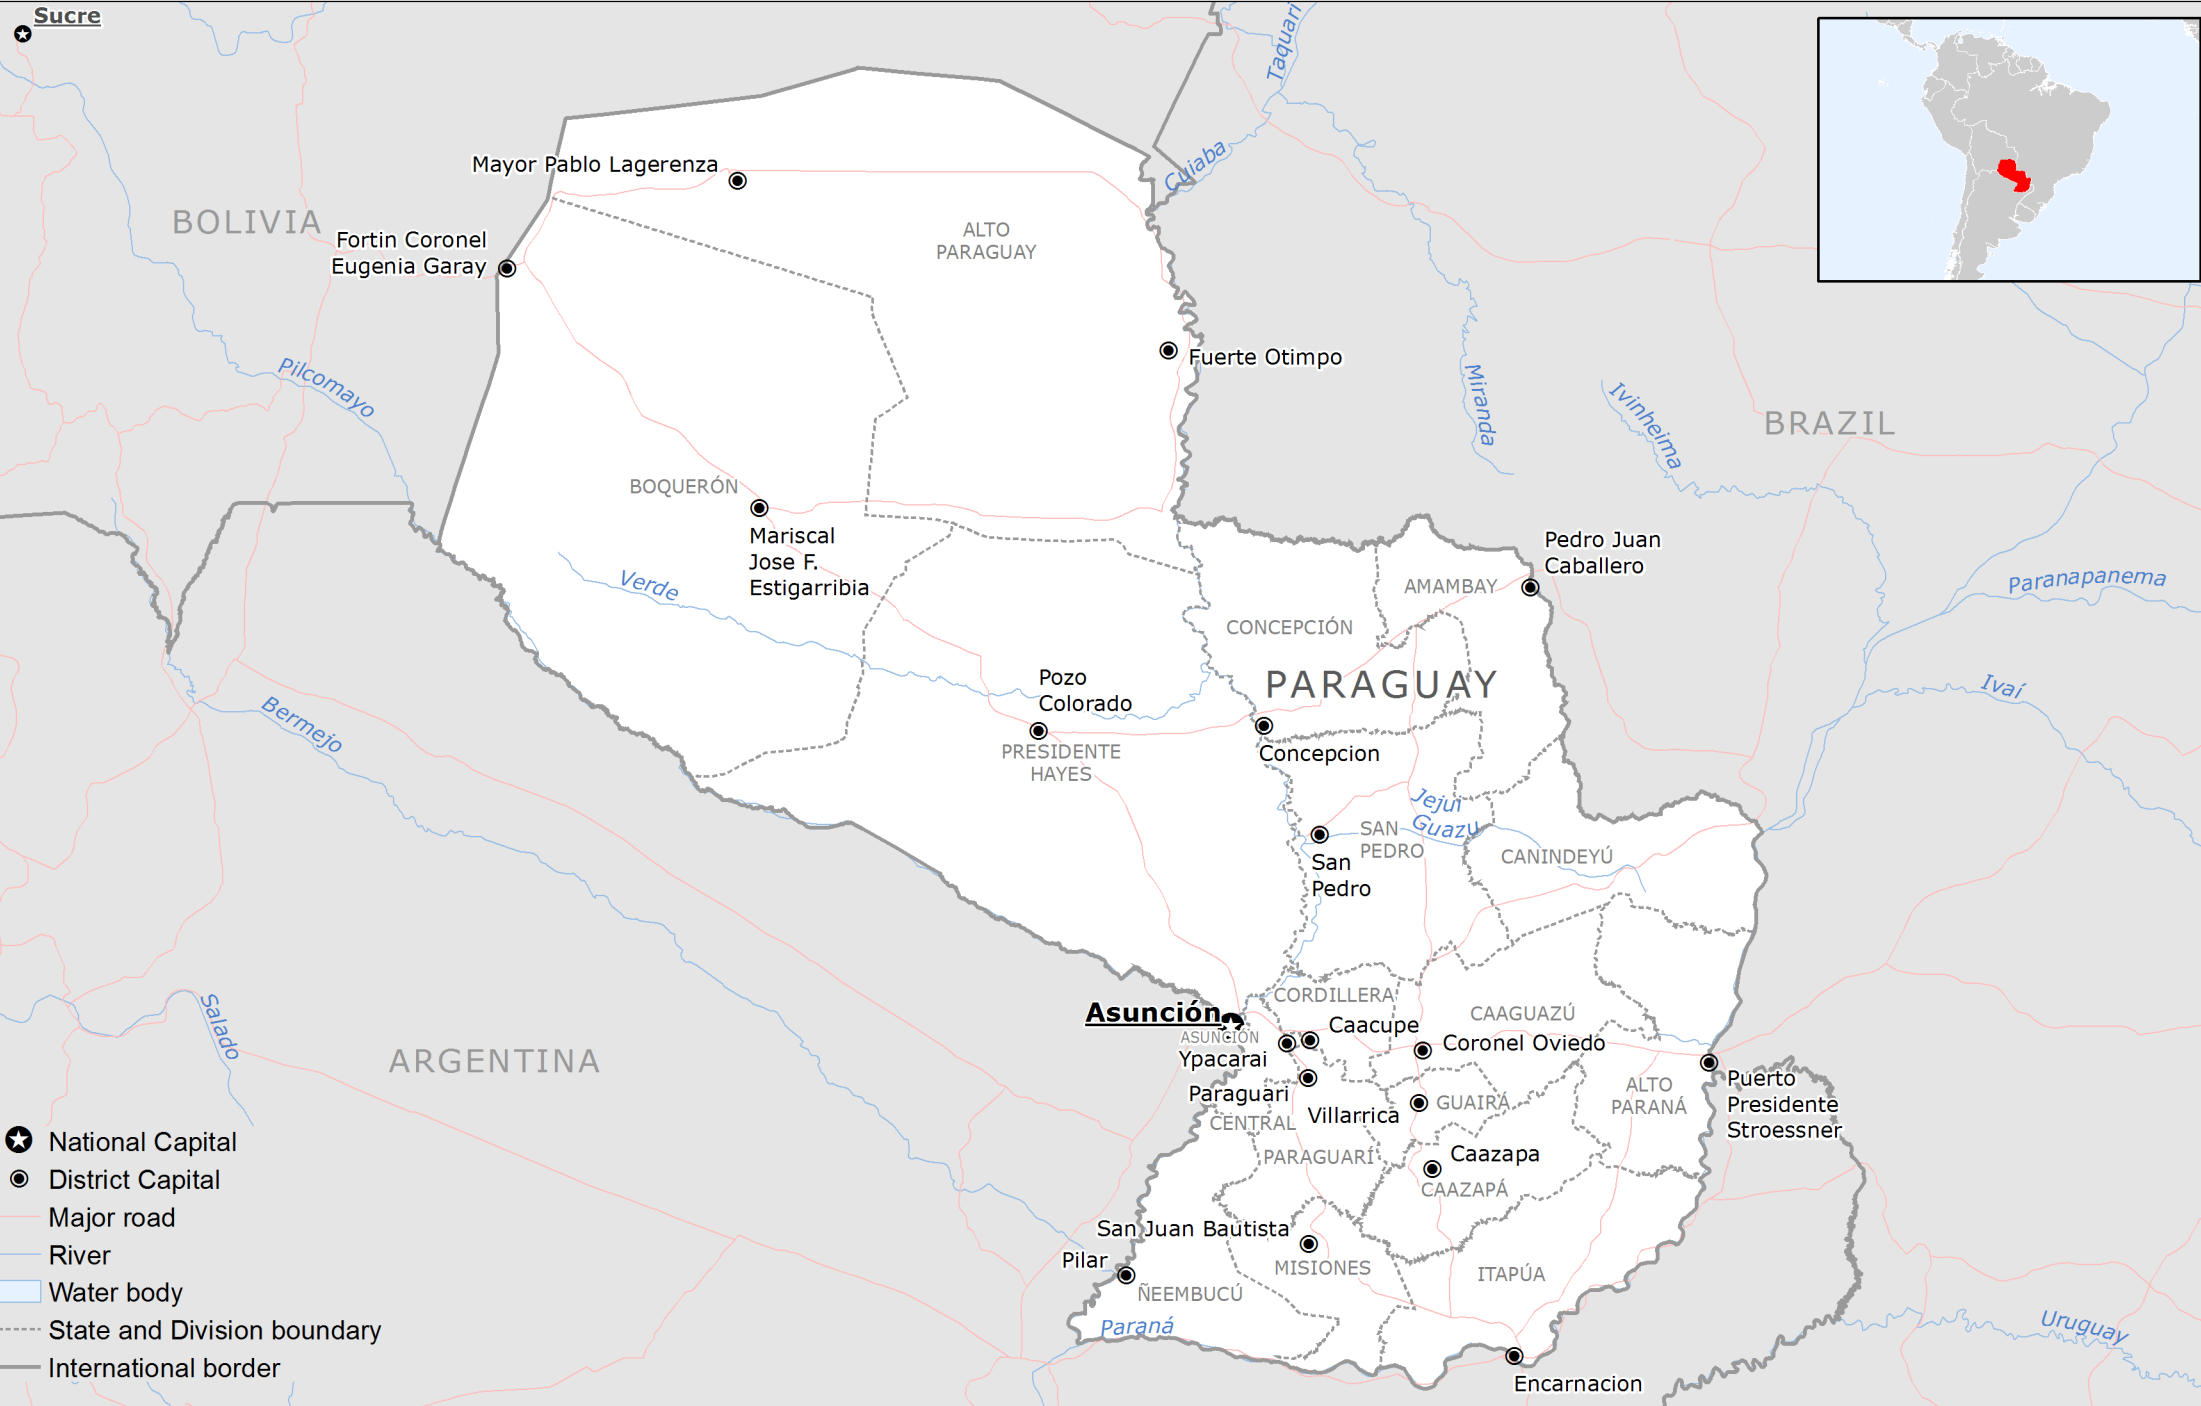 Sucre
Taquari
Cuiaba
Mayor Pablo Lagerenza
BOLIVIA
ALTO
PARAGUAY
Fortin Coronel
Eugenia Garay
Fuerte Otimpo
Pilcomayo
Miranda
Ivinheima
BRAZIL
BOQUERÓN
Mariscal
Jose F.
Estigarribia
Pedro Juan
Caballero
Verde
AMAMBAY
Paranapanema
CONCEPCIÓN
PARAGUAY
Pozo
Colorado
Ivaí
Bermejo
PRESIDENTE
HAYES
Concepcion
Jejui
Guazu
SAN
PEDRO
San
Pedro
CANINDEYÚ
CORDILLERA
Asunción
ASUNCIÓN
CAAGUAZÚ
Caacupe
Coronel Oviedo
Ypacarai
Salado
ARGENTINA
Paraguari
CENTRAL
Villarrica
GUAIRÁ
ALTO
PARANÁ
Puerto
Presidente
Stroessner
PARAGUARÍ
Caazapa
CAAZAPÁ
San Juan Bautista
Pilar
MISIONES
ITAPÚA
ÑEEMBUCÚ
Paraná
Uruguay
Encarnacion
National Capital
District Capital
Major road
River
Water body
State and Division boundary
International border